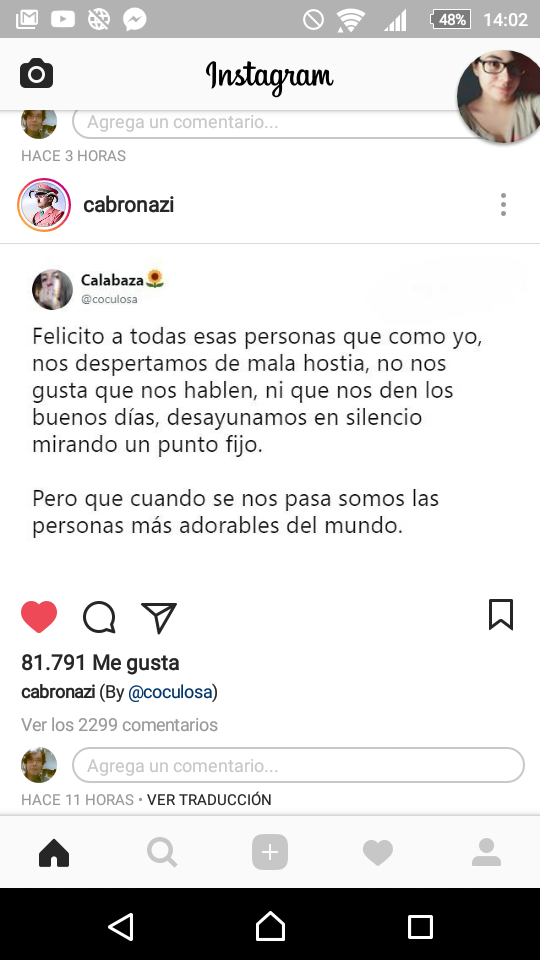 48% 14:02
Instagram
Agrega un comentario...
HACE 3 HORAS
cabronazi
Calabaza🌻
@coculosa
Felicito a todas esas personas que como yo,
nos despertamos de mala hostia, no nos
gusta que nos hablen, ni que nos den los
buenos días, desayunamos en silencio
mirando un punto fijo.
Pero que cuando se nos pasa somos las
personas más adorables del mundo.
81.791 Me gusta
cabronazi (By @coculosa)
Ver los 2299 comentarios
Agrega un comentario...
HACE 11 HORAS • VER TRADUCCIÓN